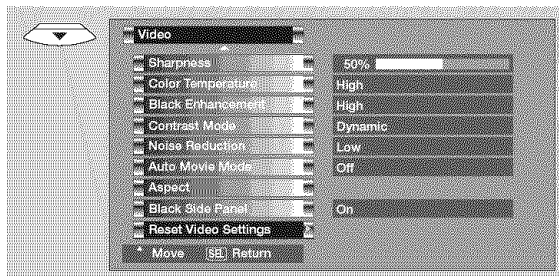 Video
Sharpness 50%
Color Temperature High
Black Enhancement High
Contrast Mode Dynamic
Noise Reduction Low
Auto Movie Mode Off
Aspect
Black Side Panel On
Reset Video Settings
Move SEL Return